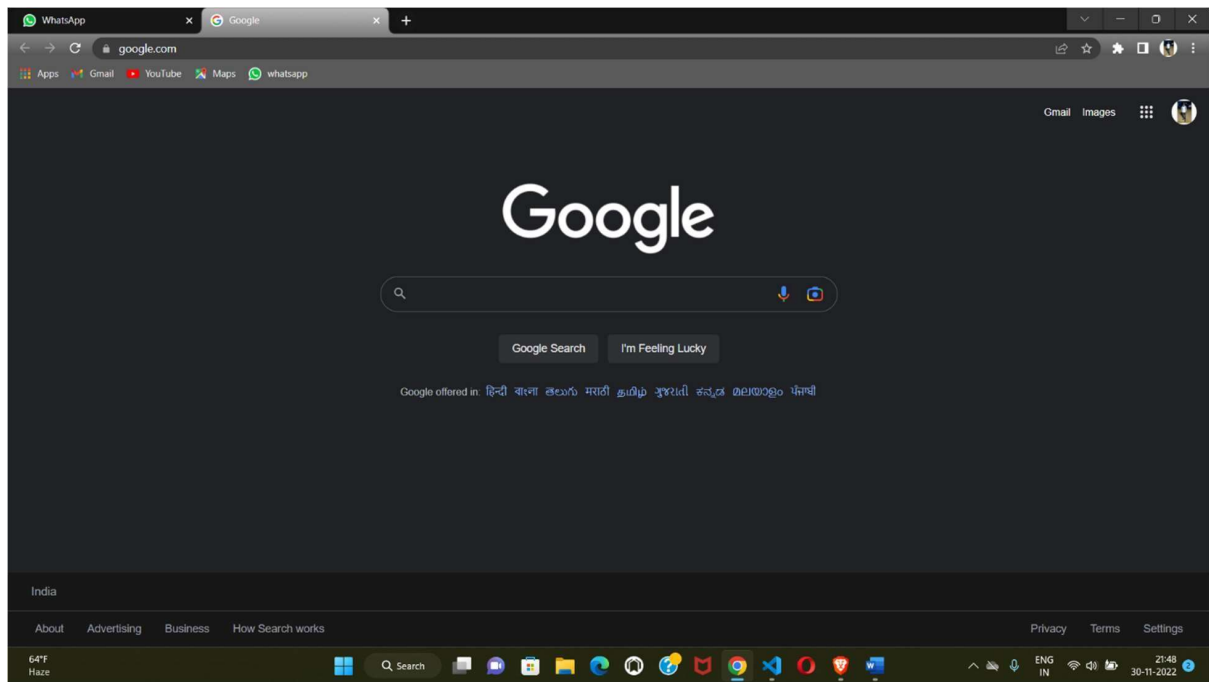 WhatsApp
Google
google.com
Apps Gmail YouTube Maps whatsapp
Gmail Images
Google
Google Search I'm Feeling Lucky
Google offered in: हिन्दी বাংলা తెలుగు मराठी தமிழ் ગુજરાતી ಕನ್ನಡ മലയാളം ਪੰਜਾਬੀ
India
About Advertising Business How Search works Privacy Terms Settings
64°F
Haze
Search
ENG
IN
21:48
30-11-2022
2